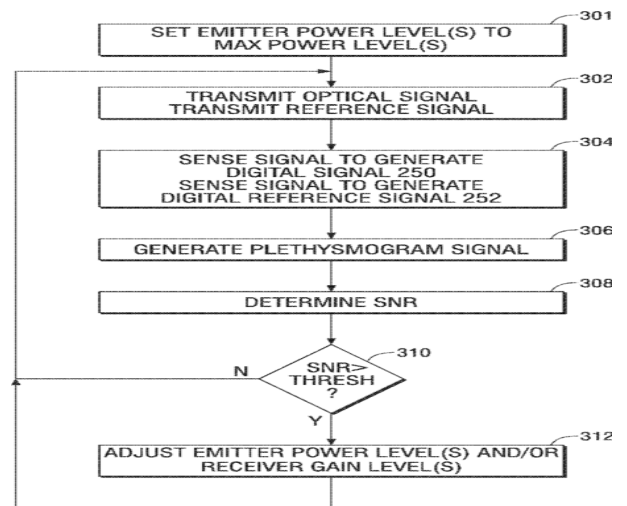 301
SET EMITTER POWER LEVEL(S) TO
MAX POWER LEVEL(S)
302
TRANSMIT OPTICAL SIGNAL
TRANSMIT REFERENCE SIGNAL
304
SENSE SIGNAL TO GENERATE
DIGITAL SIGNAL 250
SENSE SIGNAL TO GENERATE
DIGITAL REFERENCE SIGNAL 252
306
GENERATE PLETHYSMOGRAM SIGNAL
308
DETERMINE SNR
310
SNR>
THRESH
?
N
Y
312
ADJUST EMITTER POWER LEVEL(S) AND/OR
RECEIVER GAIN LEVEL(S)